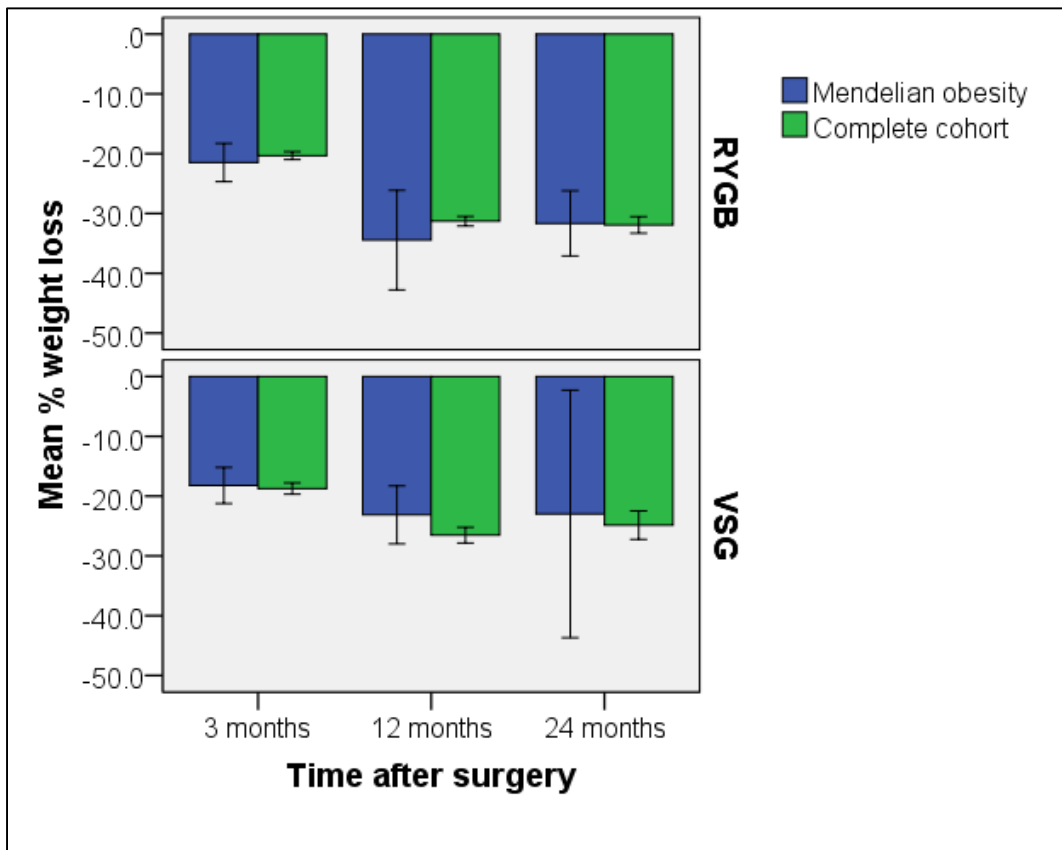 Mean % weight loss
.0
-10.0
-20.0
-30.0
-40.0
-50.0
RYGB
.0
-10.0
-20.0
-30.0
-40.0
-50.0
VSG
3 months 12 months 24 months
Time after surgery
Mendelian obesity
Complete cohort